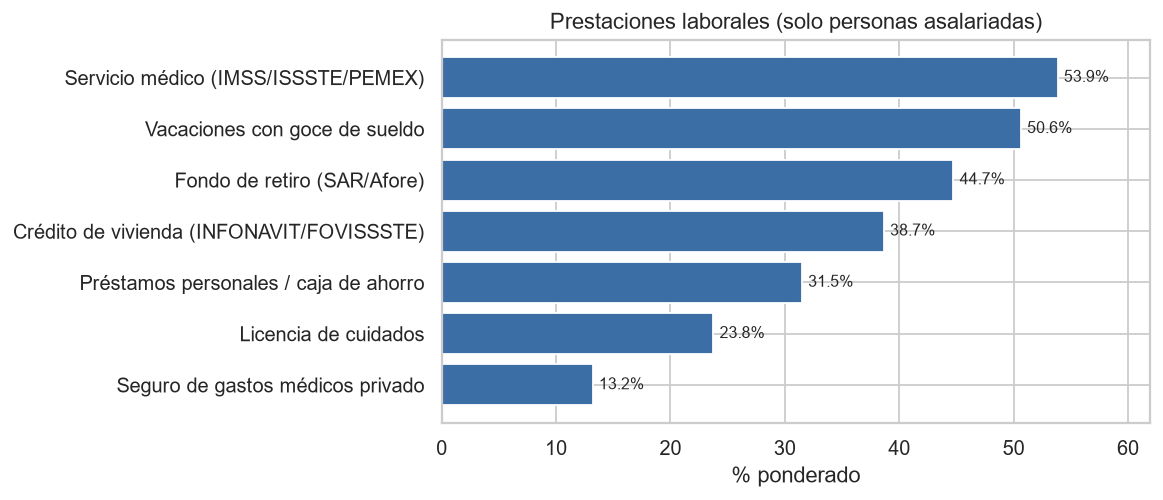 Prestaciones laborales (solo personas asalariadas)
Servicio médico (IMSS/ISSSTE/PEMEX) 53.9%
Vacaciones con goce de sueldo 50.6%
Fondo de retiro (SAR/Afore) 44.7%
Crédito de vivienda (INFONAVIT/FOVISSSTE) 38.7%
Préstamos personales / caja de ahorro 31.5%
Licencia de cuidados 23.8%
Seguro de gastos médicos privado 13.2%
0 10 20 30 40 50 60
% ponderado